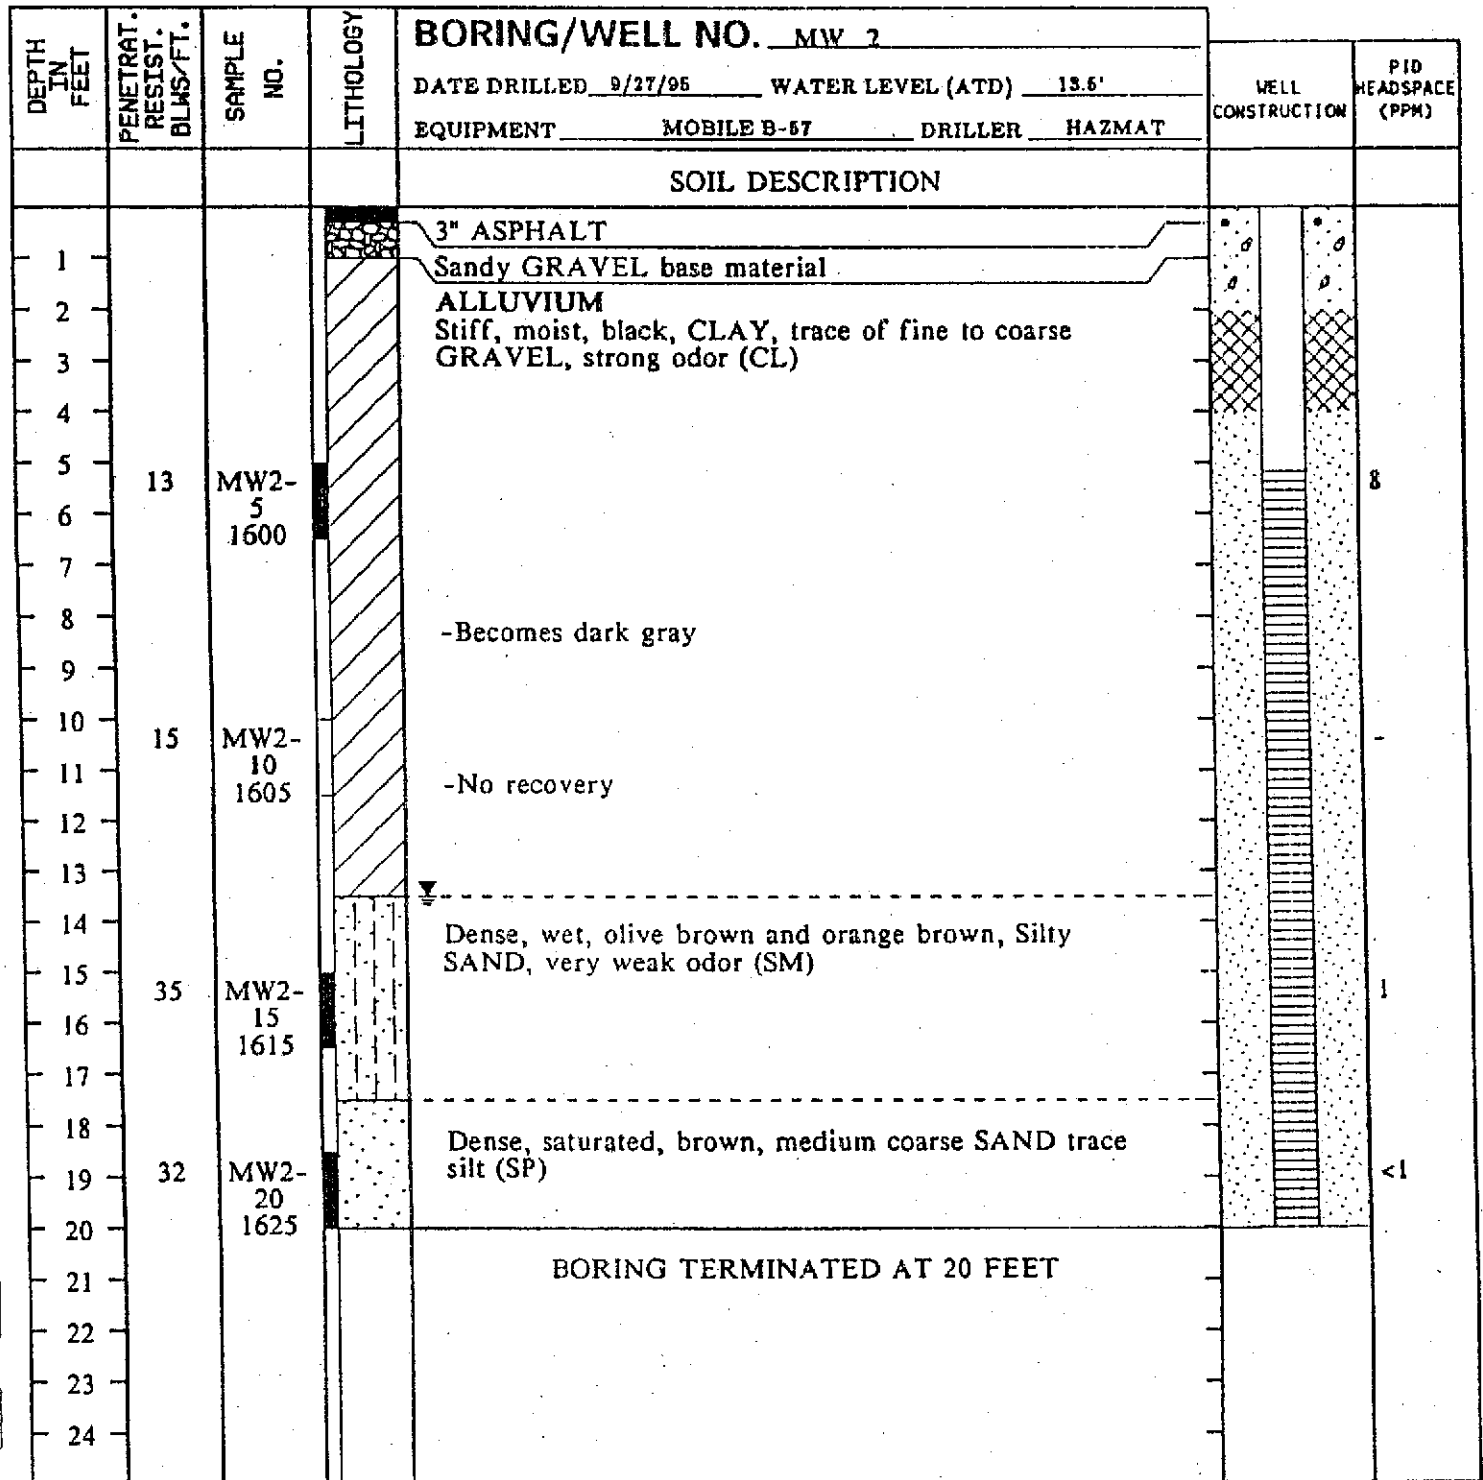 DEPTH IN FEET
PENETRAT. RESIST. BLWS/FT.
SAMPLE NO.
LITHOLOGY
BORING/WELL NO. MW 2
DATE DRILLED 9/27/95 WATER LEVEL (ATD) 13.5'
EQUIPMENT MOBILE B-57 DRILLER HAZMAT
WELL CONSTRUCTION
PID HEADSPACE (PPM)
SOIL DESCRIPTION
3" ASPHALT
1
Sandy GRAVEL base material
ALLUVIUM
2
Stiff, moist, black, CLAY, trace of fine to coarse
3
GRAVEL, strong odor (CL)
4
5
13 MW2- 8
5
6
1600
7
8
-Becomes dark gray
9
10
15 MW2- -
10
11
1605
-No recovery
12
13
14
Dense, wet, olive brown and orange brown, Silty
SAND, very weak odor (SM)
15
35 MW2- 1
15
16
1615
17
18
Dense, saturated, brown, medium coarse SAND trace
silt (SP)
19
32 MW2- <1
20
1625
20
BORING TERMINATED AT 20 FEET
21
22
23
24